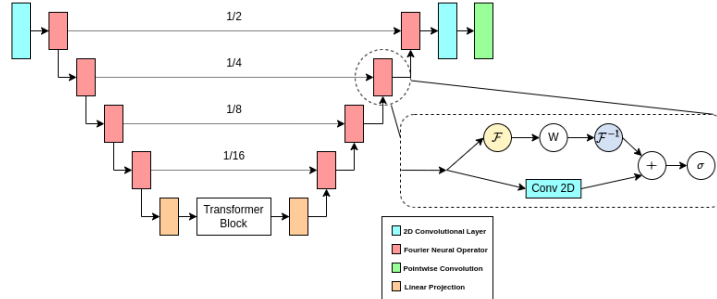 1/2
1/4
1/8
1/16
Transformer
Block
ℱ
W
ℱ⁻¹
+
σ
Conv 2D
2D Convolutional Layer
Fourier Neural Operator
Pointwise Convolution
Linear Projection